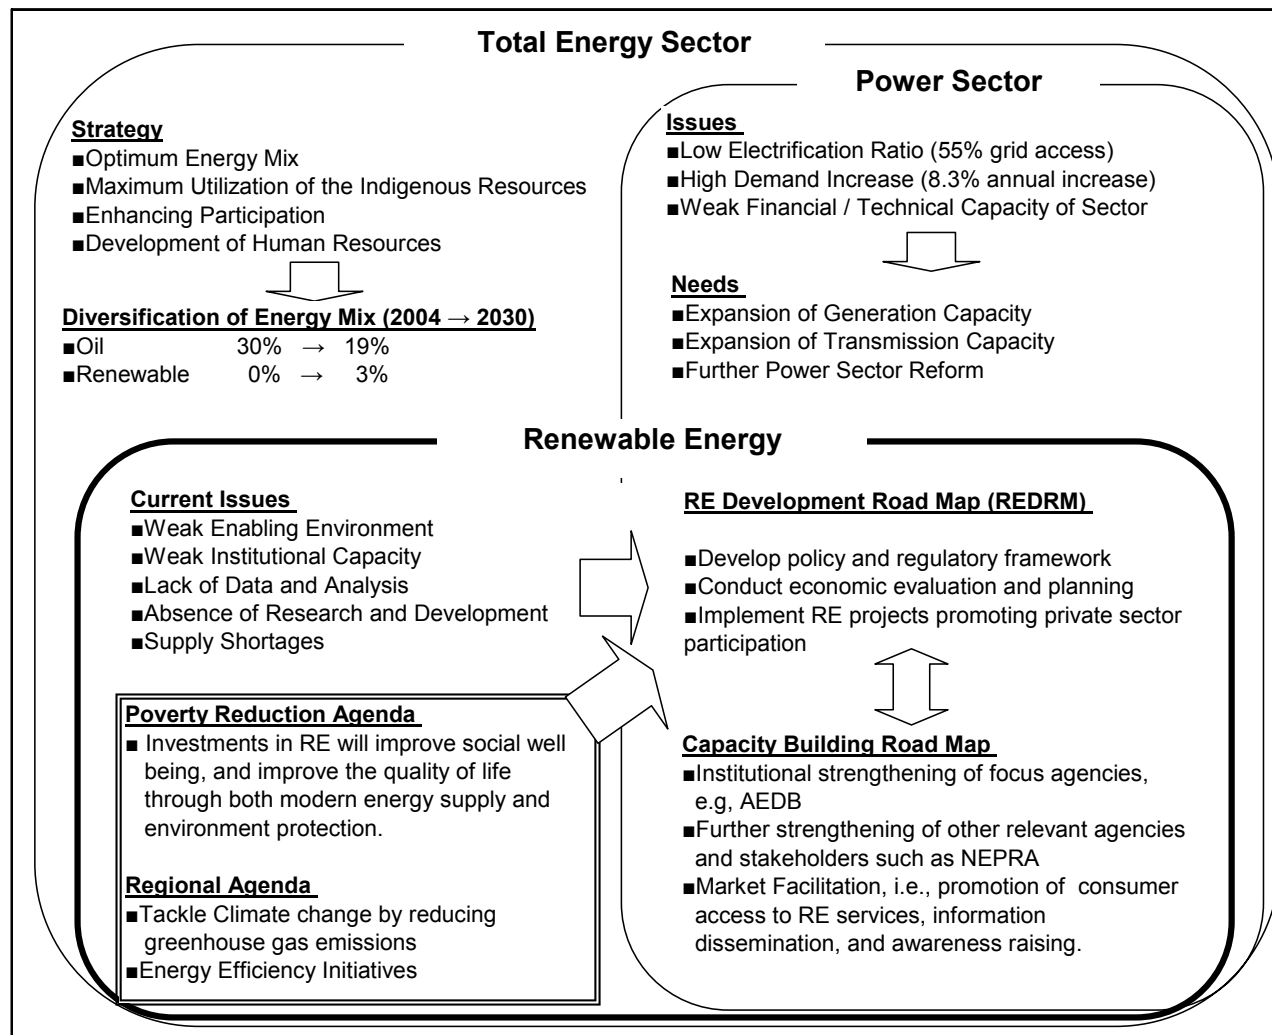 Total Energy Sector
Strategy
■Optimum Energy Mix
■Maximum Utilization of the Indigenous Resources
■Enhancing Participation
■Development of Human Resources
Diversification of Energy Mix (2004 → 2030)
■Oil 30% → 19%
■Renewable 0% → 3%
Power Sector
Issues
■Low Electrification Ratio (55% grid access)
■High Demand Increase (8.3% annual increase)
■Weak Financial / Technical Capacity of Sector
Needs
■Expansion of Generation Capacity
■Expansion of Transmission Capacity
■Further Power Sector Reform
Renewable Energy
Current Issues
■Weak Enabling Environment
■Weak Institutional Capacity
■Lack of Data and Analysis
■Absence of Research and Development
■Supply Shortages
Poverty Reduction Agenda
■ Investments in RE will improve social well
being, and improve the quality of life
through both modern energy supply and
environment protection.
Regional Agenda
■Tackle Climate change by reducing
greenhouse gas emissions
■Energy Efficiency Initiatives
RE Development Road Map (REDRM)
■Develop policy and regulatory framework
■Conduct economic evaluation and planning
■Implement RE projects promoting private sector
participation
Capacity Building Road Map
■Institutional strengthening of focus agencies,
e.g, AEDB
■Further strengthening of other relevant agencies
and stakeholders such as NEPRA
■Market Facilitation, i.e., promotion of consumer
access to RE services, information
dissemination, and awareness raising.